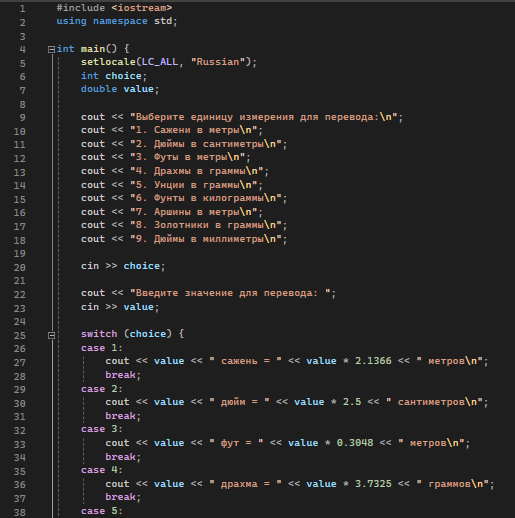 1 #include <iostream>
2 using namespace std;
3
4 int main() {
5 setlocale(LC_ALL, "Russian");
6 int choice;
7 double value;
8
9 cout << "Выберите единицу измерения для перевода:\n";
10 cout << "1. Сажени в метры\n";
11 cout << "2. Дюймы в сантиметры\n";
12 cout << "3. Футы в метры\n";
13 cout << "4. Драхмы в граммы\n";
14 cout << "5. Унции в граммы\n";
15 cout << "6. Фунты в килограммы\n";
16 cout << "7. Аршины в метры\n";
17 cout << "8. Золотники в граммы\n";
18 cout << "9. Дюймы в миллиметры\n";
19
20 cin >> choice;
21
22 cout << "Введите значение для перевода: ";
23 cin >> value;
24
25 switch (choice) {
26 case 1:
27 cout << value << " сажень = " << value * 2.1366 << " метров\n";
28 break;
29 case 2:
30 cout << value << " дюйм = " << value * 2.5 << " сантиметров\n";
31 break;
32 case 3:
33 cout << value << " фут = " << value * 0.3048 << " метров\n";
34 break;
35 case 4:
36 cout << value << " драхма = " << value * 3.7325 << " граммов\n";
37 break;
38 case 5: